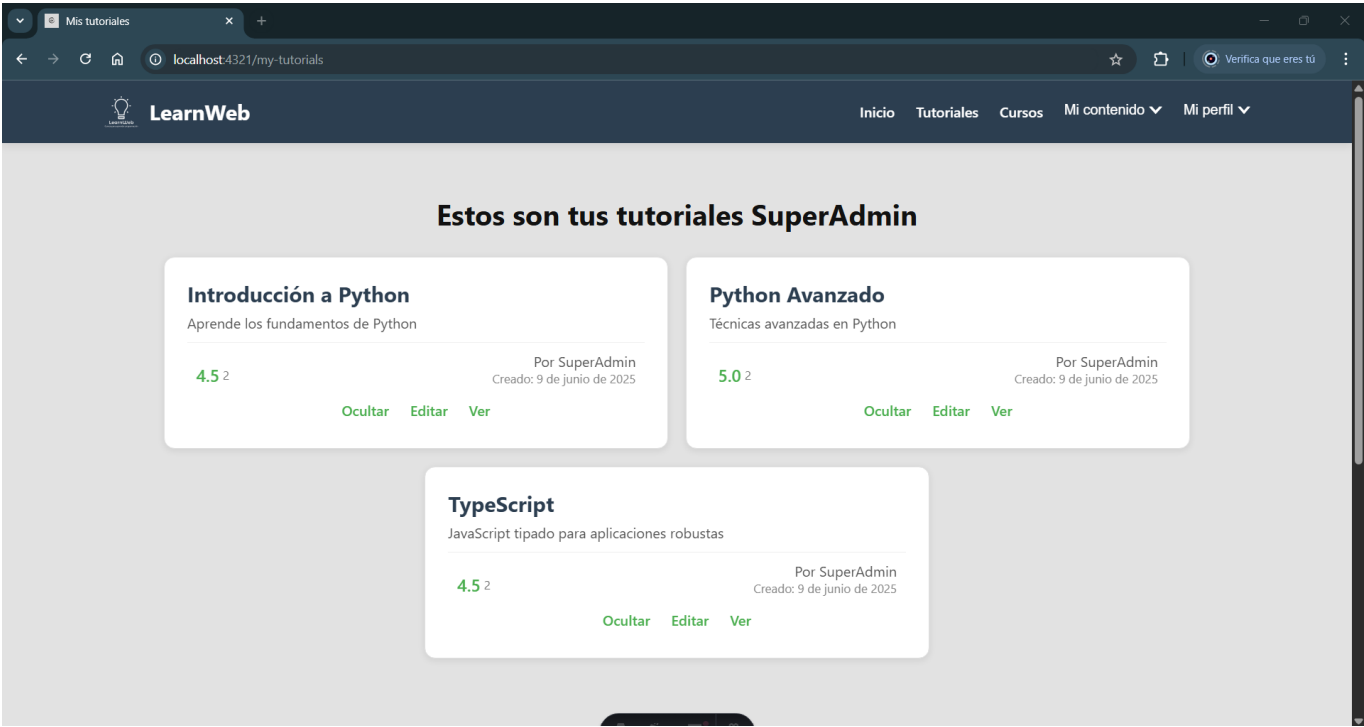 Mis tutoriales
localhost:4321/my-tutorials
Verifica que eres tú
LearnWeb
LearnWeb
Inicio Tutoriales Cursos Mi contenido Mi perfil
Estos son tus tutoriales SuperAdmin
Introducción a Python
Aprende los fundamentos de Python
4.5 2
Por SuperAdmin
Creado: 9 de junio de 2025
Ocultar Editar Ver
Python Avanzado
Técnicas avanzadas en Python
5.0 2
Por SuperAdmin
Creado: 9 de junio de 2025
Ocultar Editar Ver
TypeScript
JavaScript tipado para aplicaciones robustas
4.5 2
Por SuperAdmin
Creado: 9 de junio de 2025
Ocultar Editar Ver